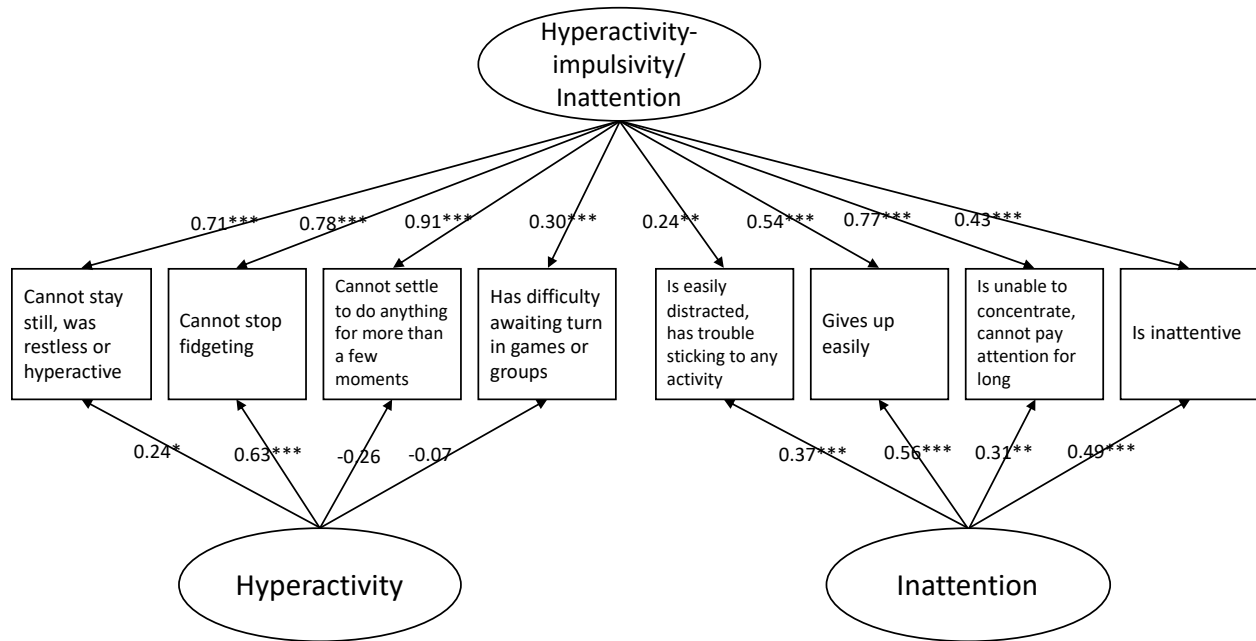 Hyperactivity-
impulsivity/
Inattention
0.71***
0.78***
0.91***
0.30***
0.24**
0.54***
0.77***
0.43***
Cannot stay
still, was
restless or
hyperactive
Cannot stop
fidgeting
Cannot settle
to do anything
for more than
a few
moments
Has difficulty
awaiting turn
in games or
groups
Is easily
distracted,
has trouble
sticking to any
activity
Gives up
easily
Is unable to
concentrate,
cannot pay
attention for
long
Is inattentive
0.24*
0.63***
-0.26
-0.07
0.37***
0.56***
0.31**
0.49***
Hyperactivity
Inattention